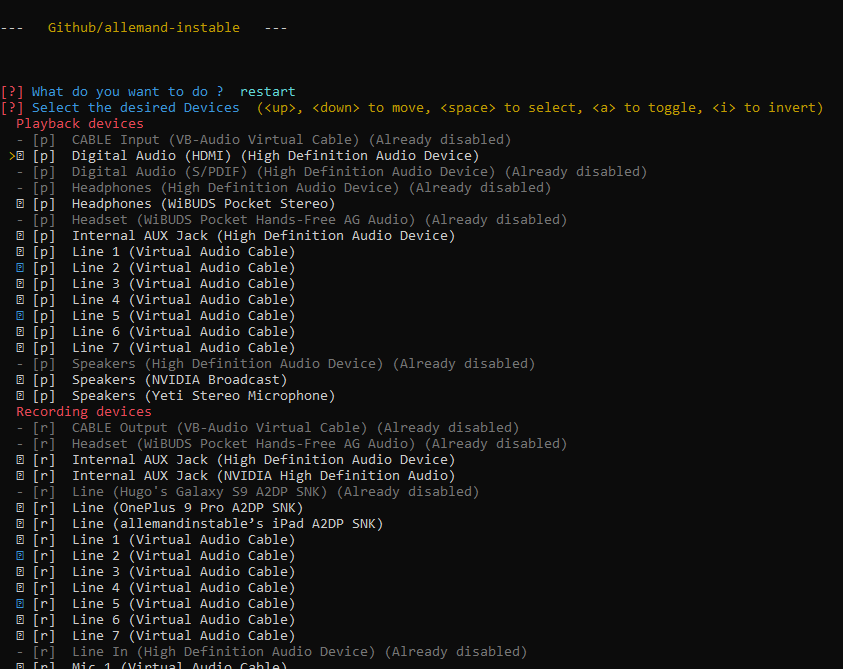 ---   Github/allemand-instable   ---
[?] What do you want to do ?  restart
[?] Select the desired Devices  (<up>, <down> to move, <space> to select, <a> to toggle, <i> to invert)
Playback devices
- [p]  CABLE Input (VB-Audio Virtual Cable) (Already disabled)
>⍰ [p]  Digital Audio (HDMI) (High Definition Audio Device)
- [p]  Digital Audio (S/PDIF) (High Definition Audio Device) (Already disabled)
- [p]  Headphones (High Definition Audio Device) (Already disabled)
⍰ [p]  Headphones (WiBUDS Pocket Stereo)
- [p]  Headset (WiBUDS Pocket Hands-Free AG Audio) (Already disabled)
⍰ [p]  Internal AUX Jack (High Definition Audio Device)
⍰ [p]  Line 1 (Virtual Audio Cable)
⍰ [p]  Line 2 (Virtual Audio Cable)
⍰ [p]  Line 3 (Virtual Audio Cable)
⍰ [p]  Line 4 (Virtual Audio Cable)
⍰ [p]  Line 5 (Virtual Audio Cable)
⍰ [p]  Line 6 (Virtual Audio Cable)
⍰ [p]  Line 7 (Virtual Audio Cable)
- [p]  Speakers (High Definition Audio Device) (Already disabled)
⍰ [p]  Speakers (NVIDIA Broadcast)
⍰ [p]  Speakers (Yeti Stereo Microphone)
Recording devices
- [r]  CABLE Output (VB-Audio Virtual Cable) (Already disabled)
- [r]  Headset (WiBUDS Pocket Hands-Free AG Audio) (Already disabled)
⍰ [r]  Internal AUX Jack (High Definition Audio Device)
⍰ [r]  Internal AUX Jack (NVIDIA High Definition Audio)
- [r]  Line (Hugo's Galaxy S9 A2DP SNK) (Already disabled)
⍰ [r]  Line (OnePlus 9 Pro A2DP SNK)
⍰ [r]  Line (allemandinstable’s iPad A2DP SNK)
⍰ [r]  Line 1 (Virtual Audio Cable)
⍰ [r]  Line 2 (Virtual Audio Cable)
⍰ [r]  Line 3 (Virtual Audio Cable)
⍰ [r]  Line 4 (Virtual Audio Cable)
⍰ [r]  Line 5 (Virtual Audio Cable)
⍰ [r]  Line 6 (Virtual Audio Cable)
⍰ [r]  Line 7 (Virtual Audio Cable)
- [r]  Line In (High Definition Audio Device) (Already disabled)
⍰ [r]  Mic 1 (Virtual Audio Cable)